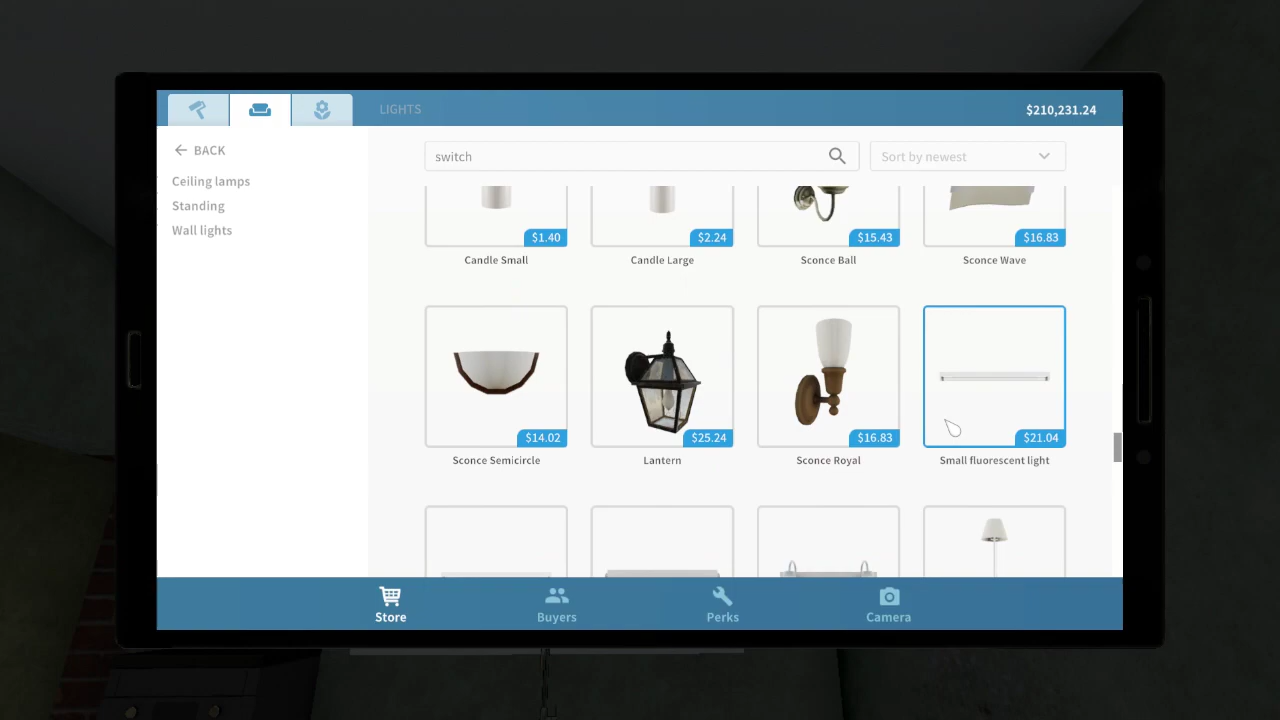 LIGHTS
$210,231.24
BACK
switch
Sort by newest
Ceiling lamps
Standing
Wall lights
$1.40
$2.24
$15.43
$16.83
Candle Small
Candle Large
Sconce Ball
Sconce Wave
$14.02
$25.24
$16.83
$21.04
Sconce Semicircle
Lantern
Sconce Royal
Small fluorescent light
Store
Buyers
Perks
Camera